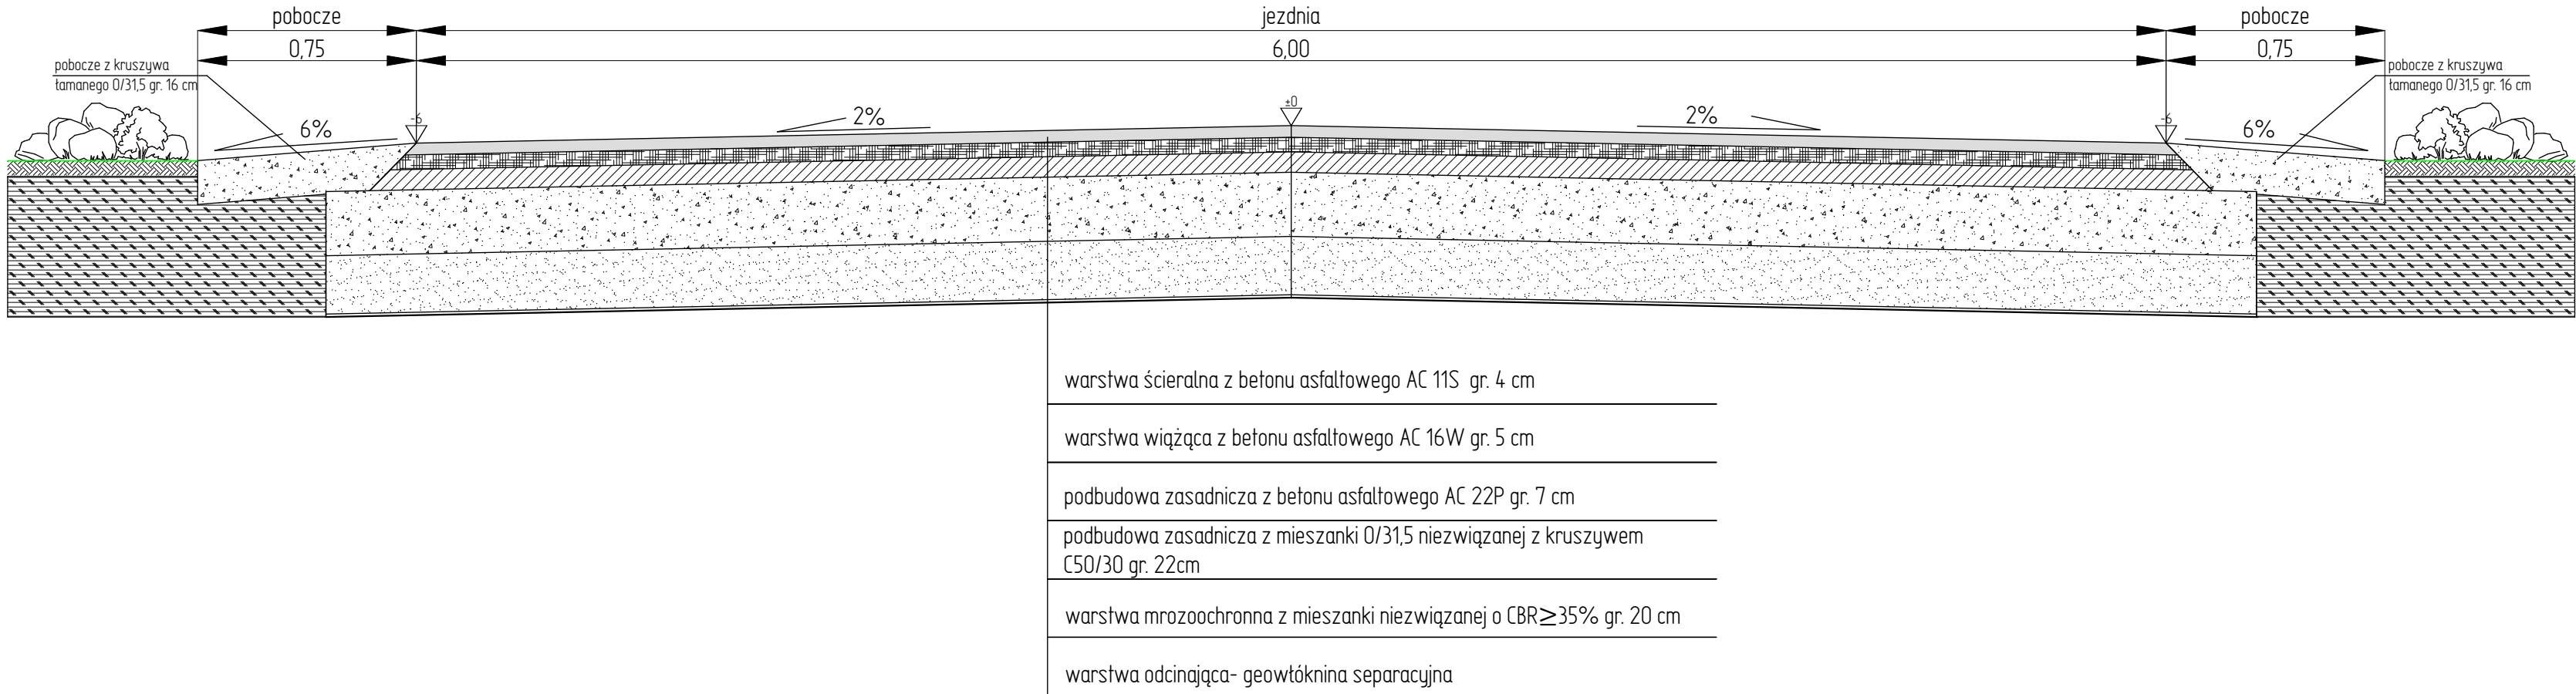 pobocze
jezdnia
pobocze
0,75
6,00
0,75
pobocze z kruszywa
łamanego 0/31,5 gr. 16 cm
pobocze z kruszywa
łamanego 0/31,5 gr. 16 cm
6%
-6
2%
±0
2%
-6
6%
warstwa ścieralna z betonu asfaltowego AC 11S gr. 4 cm
warstwa wiążąca z betonu asfaltowego AC 16W gr. 5 cm
podbudowa zasadnicza z betonu asfaltowego AC 22P gr. 7 cm
podbudowa zasadnicza z mieszanki 0/31,5 niezwiązanej z kruszywem
C50/30 gr. 22cm
warstwa mrozoochronna z mieszanki niezwiązanej o CBR≥35% gr. 20 cm
warstwa odcinająca- geowłóknina separacyjna